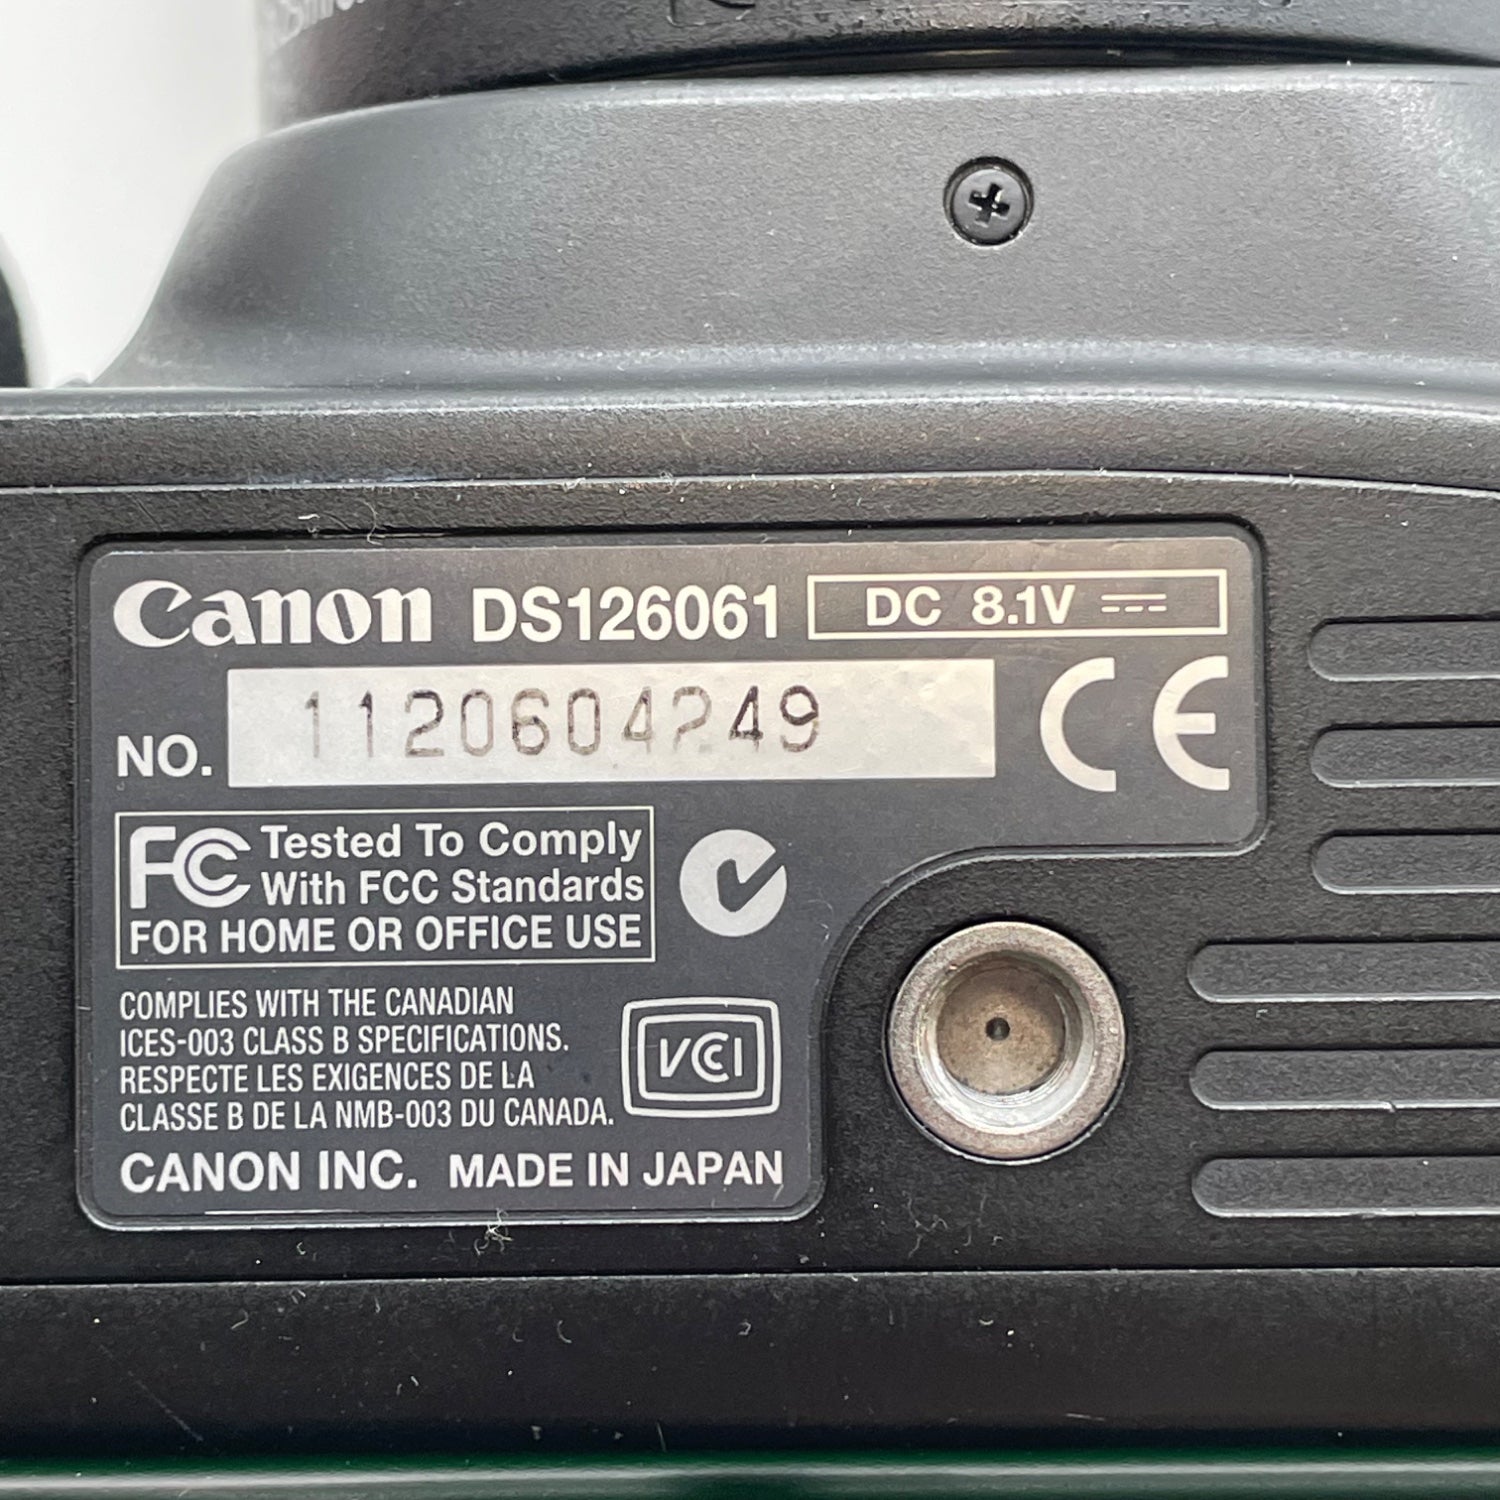 Canon DS126061 DC 8.1V
NO. 1120604249
CE
FC Tested To Comply
With FCC Standards
FOR HOME OR OFFICE USE
COMPLIES WITH THE CANADIAN
ICES-003 CLASS B SPECIFICATIONS.
RESPECTE LES EXIGENCES DE LA
CLASSE B DE LA NMB-003 DU CANADA.
VCCI
CANON INC. MADE IN JAPAN